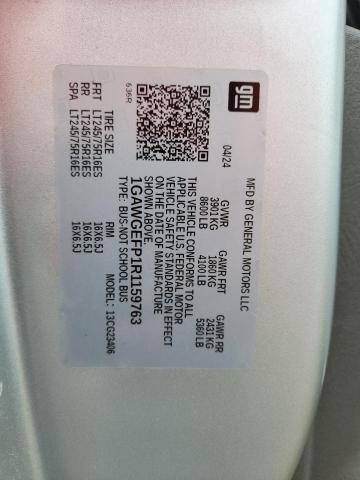 gm
MFD BY GENERAL MOTORS LLC
04/24 GVWR GAWR FRT GAWR RR
3901 KG 1860 KG 2431 KG
8600 LB 4100 LB 5360 LB
THIS VEHICLE CONFORMS TO ALL
APPLICABLE U.S. FEDERAL MOTOR
VEHICLE SAFETY STANDARDS IN EFFECT
ON THE DATE OF MANUFACTURE
SHOWN ABOVE.
1GAWGEFP1R1159763
TYPE: BUS-NOT SCHOOL BUS MODEL: 13CG23406
636R
TIRE SIZE RIM
FRT LT245/75R16ES 16X6.5J
RR LT245/75R16ES 16X6.5J
SPA LT245/75R16ES 16X6.5J